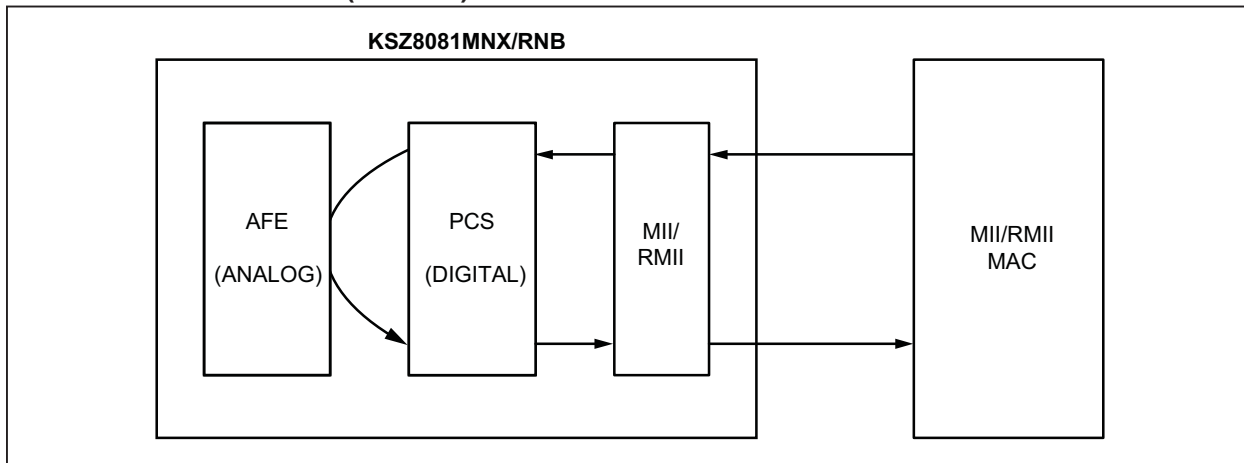 KSZ8081MNX/RNB
AFE
(ANALOG)
PCS
(DIGITAL)
MII/
RMII
MII/RMII
MAC